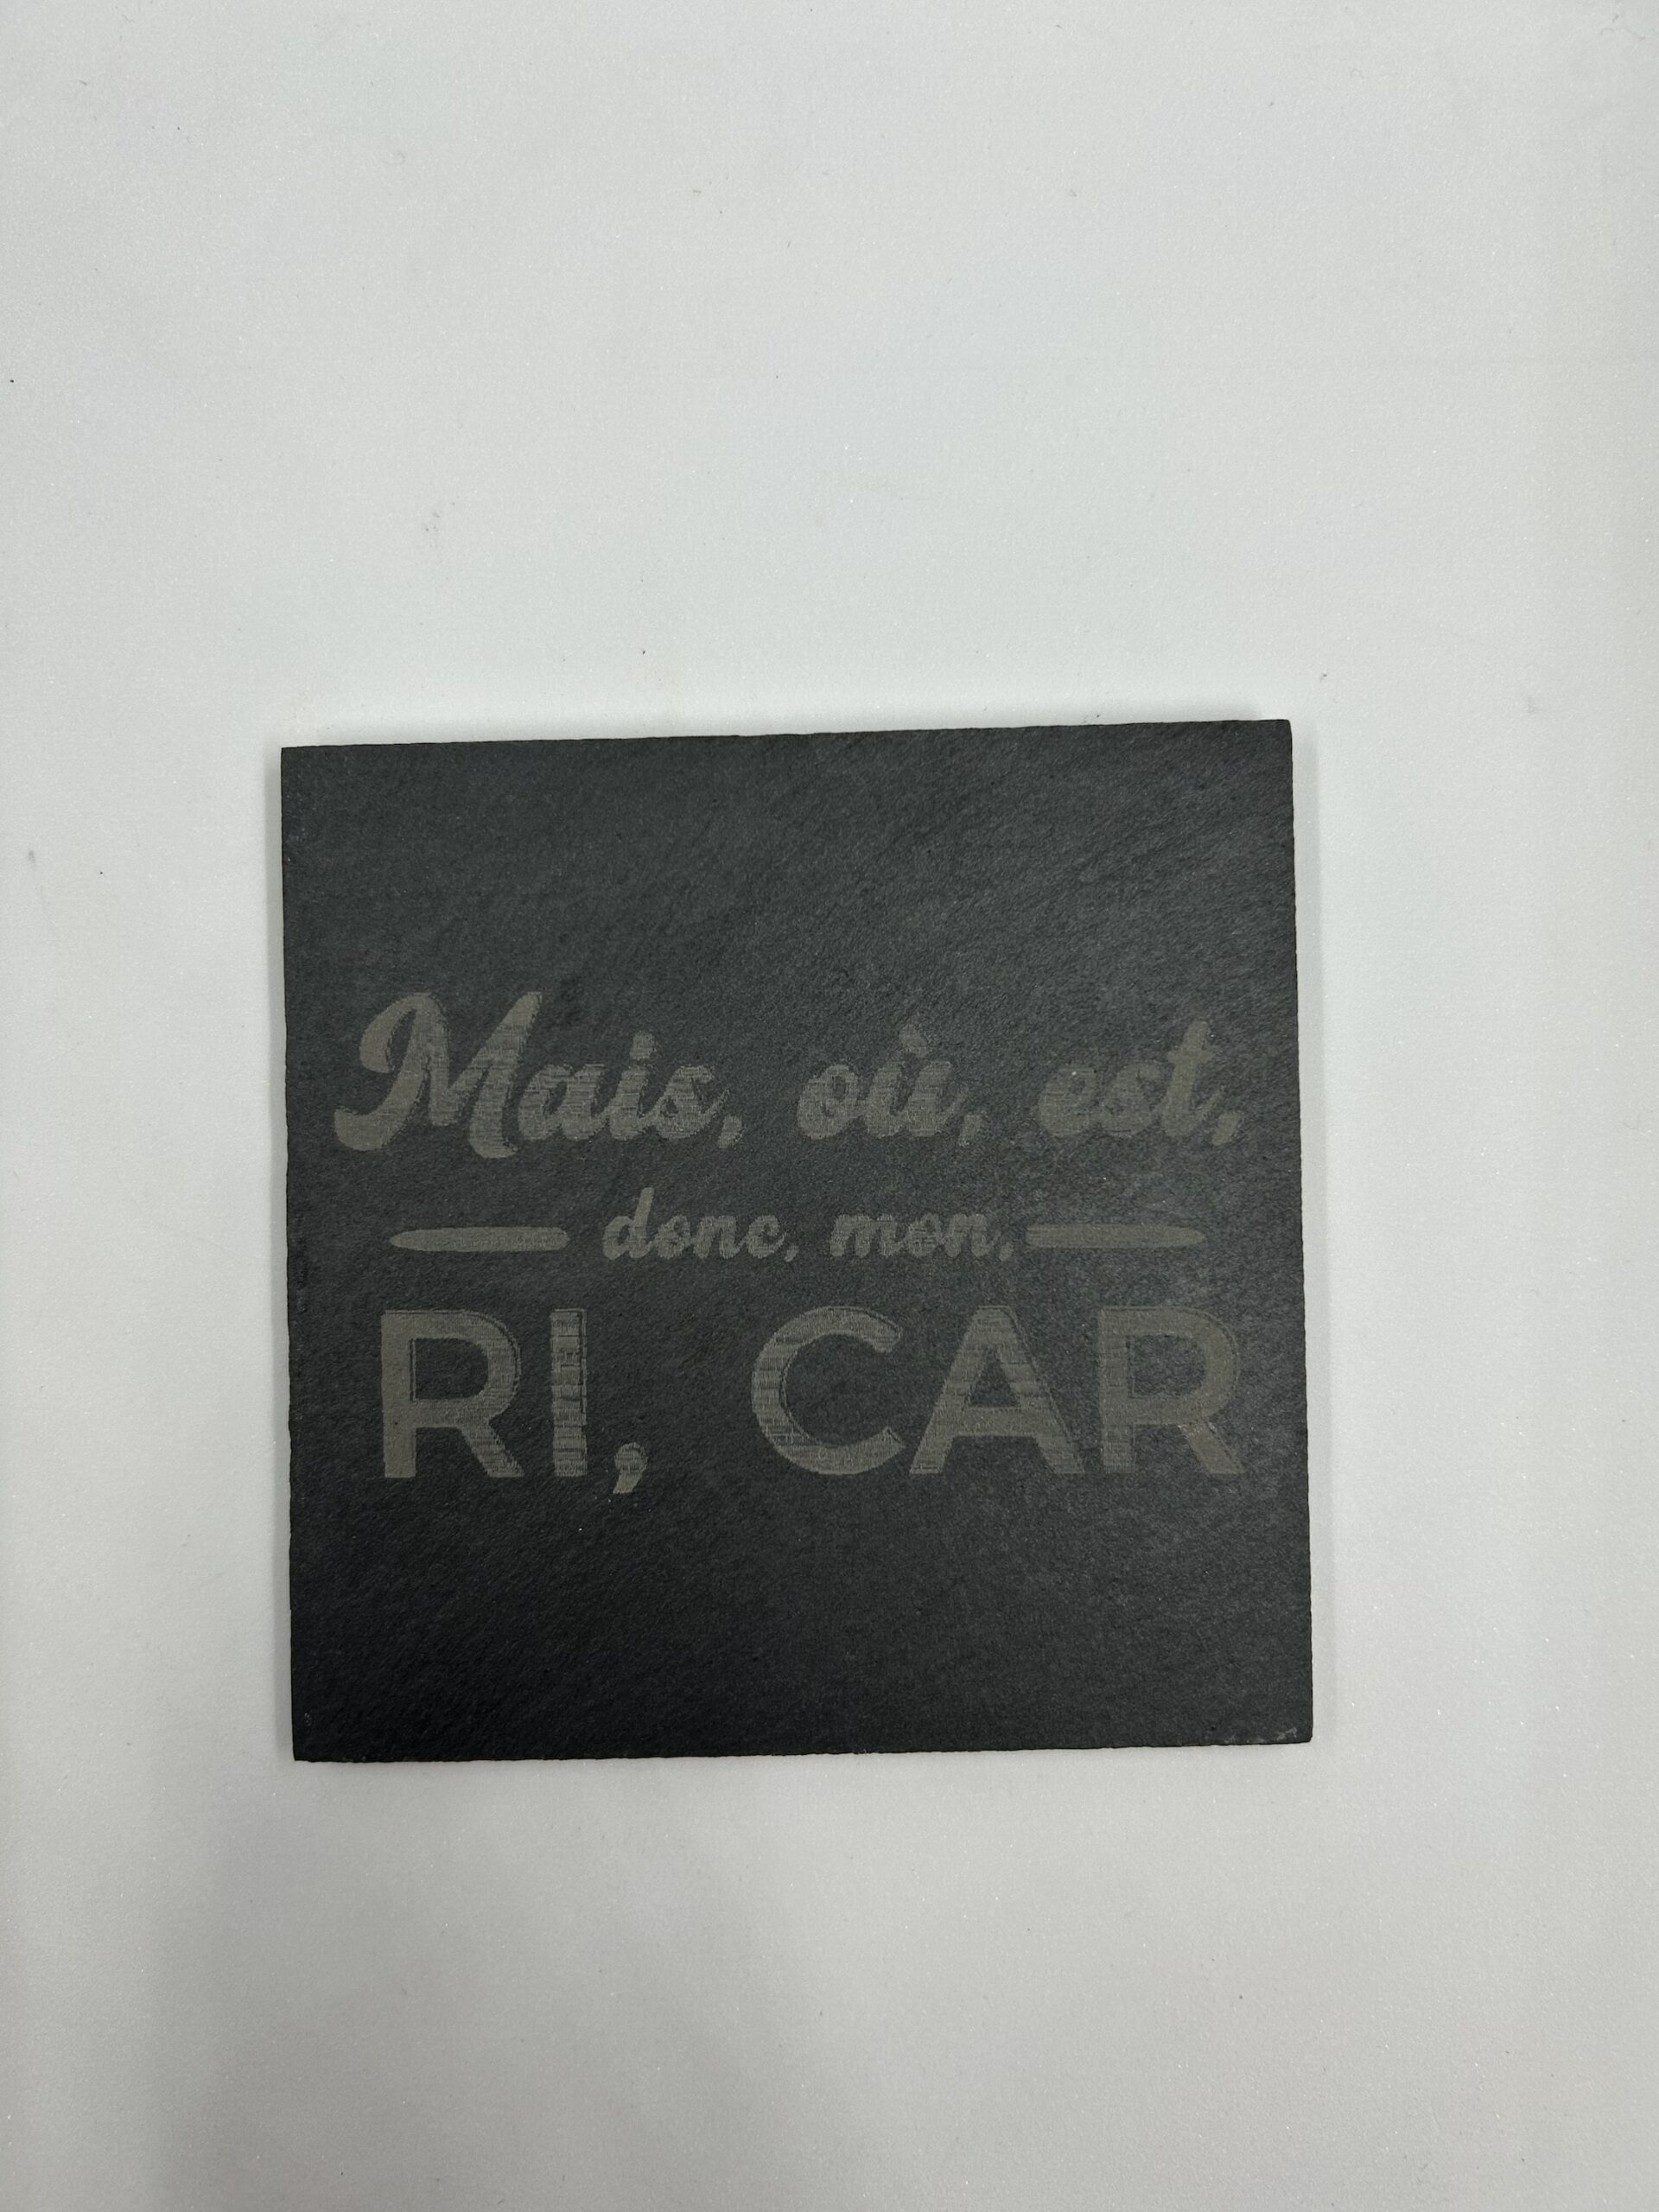 Mais, où, est,
donc, mon,
RI, CAR